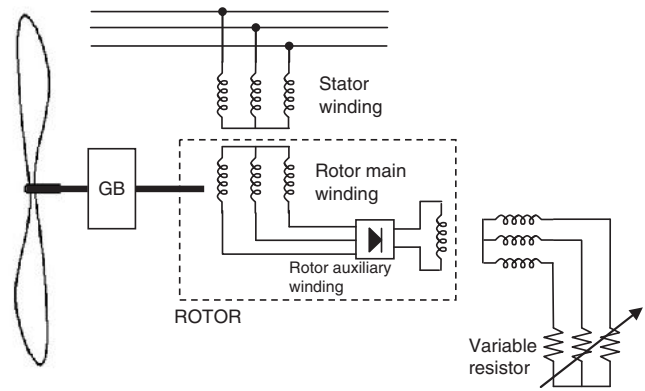 Stator
winding
GB
Rotor main
winding
Rotor auxiliary
winding
ROTOR
Variable
resistor